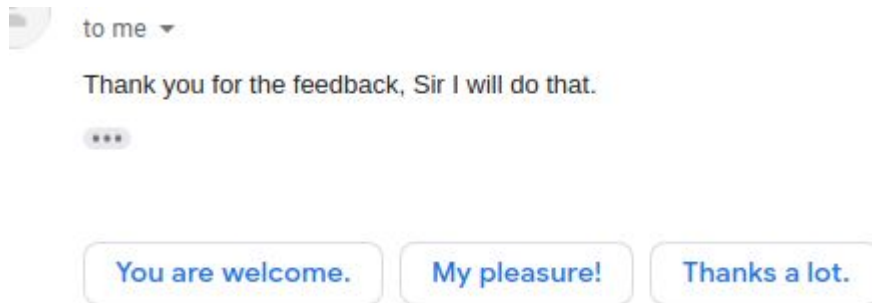 to me
Thank you for the feedback, Sir I will do that.
You are welcome. My pleasure! Thanks a lot.